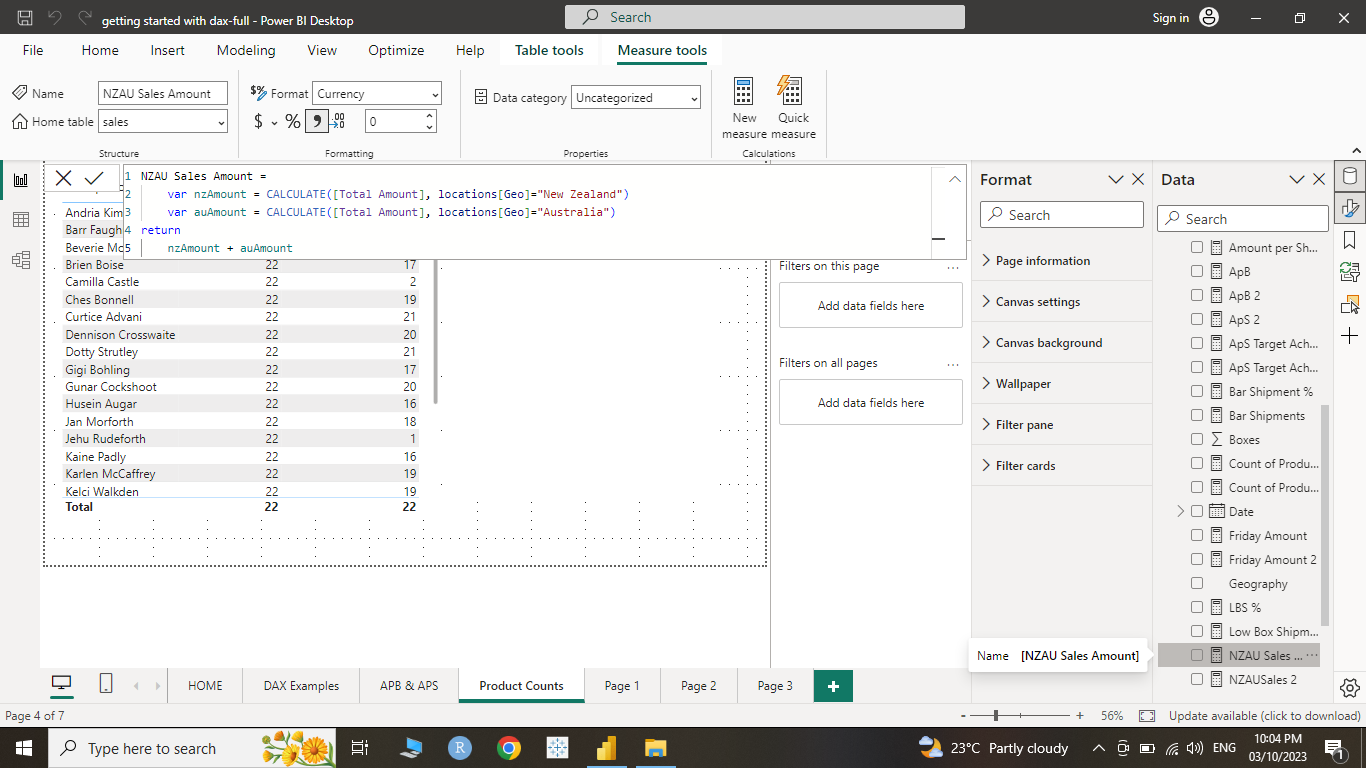 getting started with dax-full - Power BI Desktop
Search
Sign in
File
Home
Insert
Modeling
View
Optimize
Help
Table tools
Measure tools
Name
NZAU Sales Amount
Home table
sales
Structure
$% Format
Currency
$
%
0
Formatting
Data category
Uncategorized
Properties
New measure
Quick measure
Calculations
1 NZAU Sales Amount =
2 var nzAmount = CALCULATE([Total Amount], locations[Geo]="New Zealand")
3 var auAmount = CALCULATE([Total Amount], locations[Geo]="Australia")
4 return
5 nzAmount + auAmount
Andria Kim
Barr Faugh
Beverie Mc
Brien Boise 22 17
Camilla Castle 22 2
Ches Bonnell 22 19
Curtice Advani 22 21
Dennison Crosswaite 22 20
Dotty Strutley 22 21
Gigi Bohling 22 17
Gunar Cockshoot 22 20
Husein Augar 22 16
Jan Morforth 22 18
Jehu Rudeforth 22 1
Kaine Padly 22 16
Karlen McCaffrey 22 19
Kelci Walkden 22 19
Total 22 22
Filters on this page
...
Add data fields here
Filters on all pages
...
Add data fields here
Format
Search
Page information
Canvas settings
Canvas background
Wallpaper
Filter pane
Filter cards
Data
Search
Amount per Sh...
ApB
ApB 2
ApS 2
ApS Target Ach...
ApS Target Ach...
Bar Shipment %
Bar Shipments
∑ Boxes
Count of Produ...
Count of Produ...
Date
Friday Amount
Friday Amount 2
Geography
LBS %
Low Box Shipm...
NZAU Sales ... ...
NZAUSales 2
Name [NZAU Sales Amount]
HOME
DAX Examples
APB & APS
Product Counts
Page 1
Page 2
Page 3
+
Page 4 of 7
- + 56%
Update available (click to download)
Type here to search
R
23°C Partly cloudy
ENG
10:04 PM
03/10/2023
1